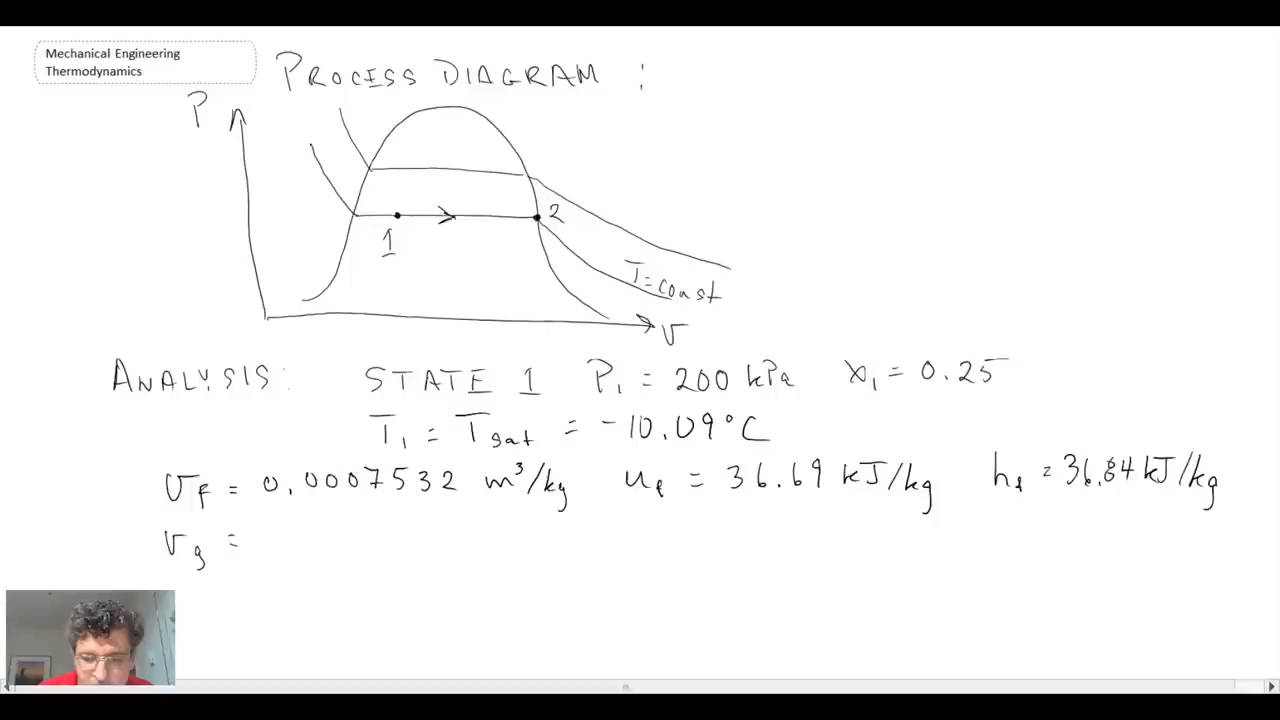 Mechanical Engineering
Thermodynamics
PROCESS DIAGRAM :
P
1
2
T=const
v
ANALYSIS: STATE 1 P₁ = 200 kPa x₁ = 0.25
T₁ = Tsat = -10.09°C
vf = 0.0007532 m³/kg uf = 36.69 kJ/kg hf = 36.84 kJ/kg
vg =